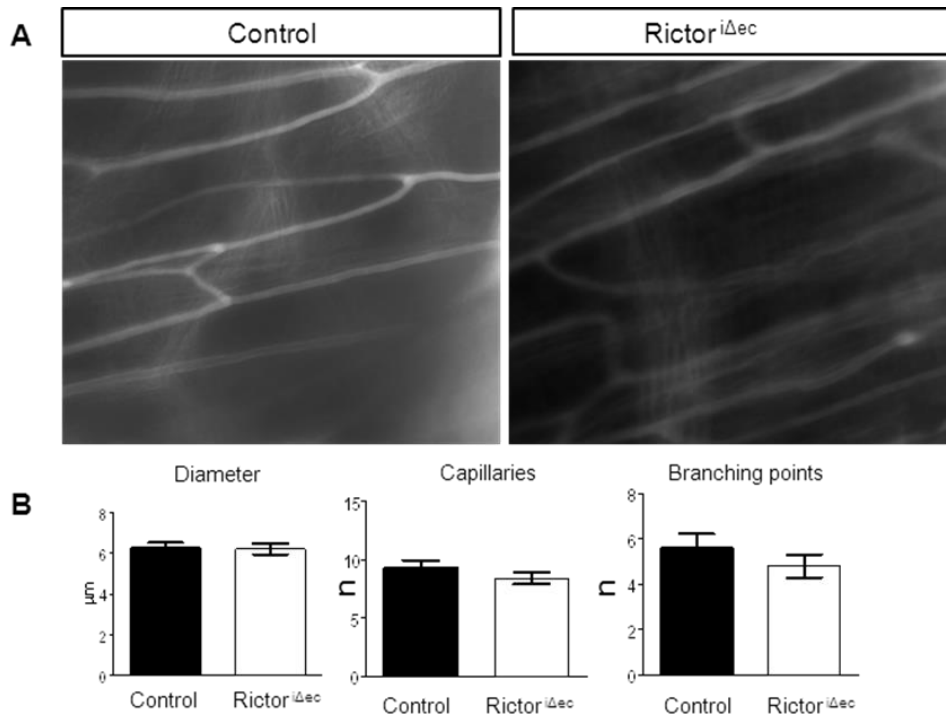 A
Control
Rictor iΔec
B
Diameter
Capillaries
Branching points
8
6
4
2
0
µm
Control
Rictor iΔec
15
10
5
0
n
Control
Rictor iΔec
8
6
4
2
0
n
Control
Rictor iΔec